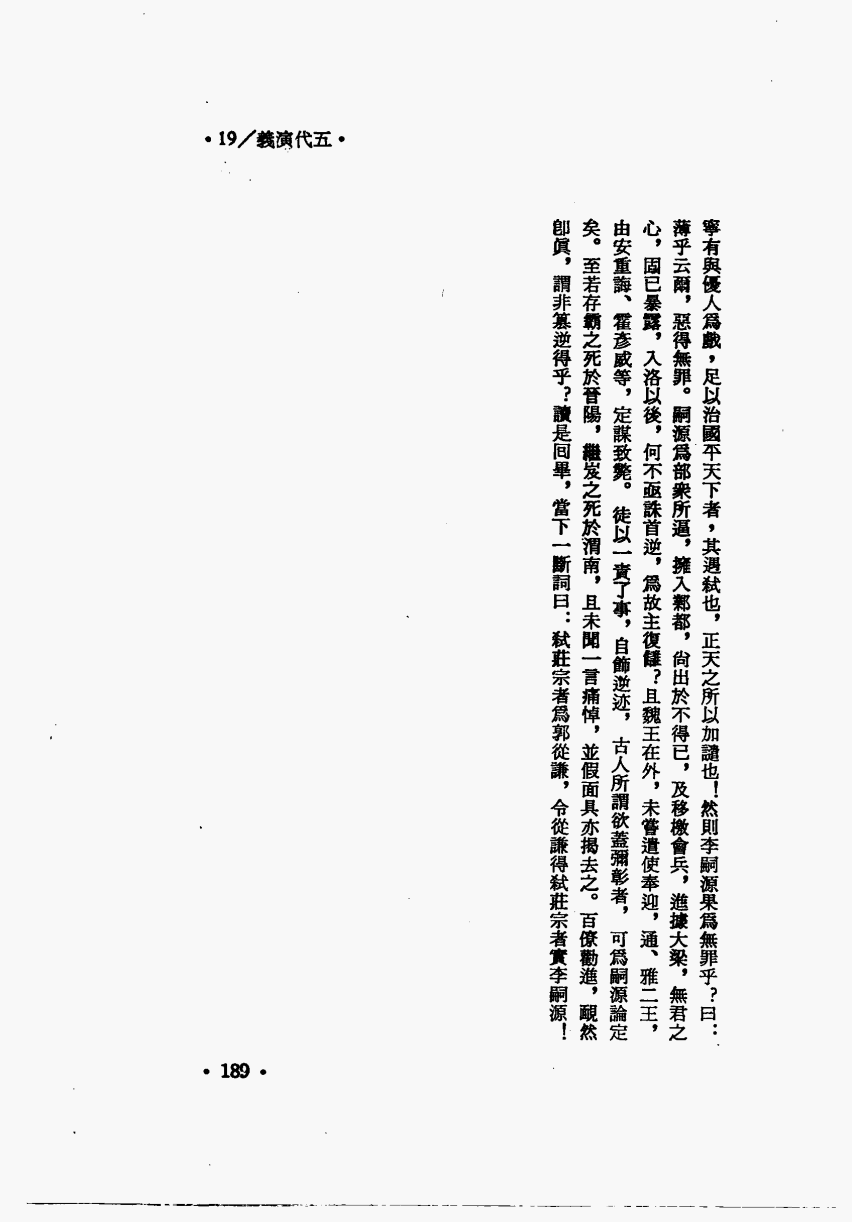 •19/義演代五•
寧有與優人爲戲，足以治國平天下者，其遇弒也，正天之所以加譴也！然則李嗣源果爲無罪乎？曰：
薄乎云爾，惡得無罪。嗣源爲部衆所逼，擁入鄴都，尙出於不得已，及移檄會兵，進據大梁，無君之
心，固已暴露，入洛以後，何不亟誅首逆，爲故主復讎？且魏王在外，未嘗遣使奉迎，通、雅二王，
由安重誨、霍彥威等，定謀致斃。徒以一責了事，自飾逆迹，古人所謂欲蓋彌彰者，可爲嗣源論定
矣。至若存霸之死於晉陽，繼岌之死於渭南，且未聞一言痛悼，並假面具亦揭去之。百僚勸進，靦然
卽眞，謂非篡逆得乎？讀是回畢，當下一斷詞曰：弒莊宗者爲郭從謙，令從謙得弒莊宗者實李嗣源！
•189•